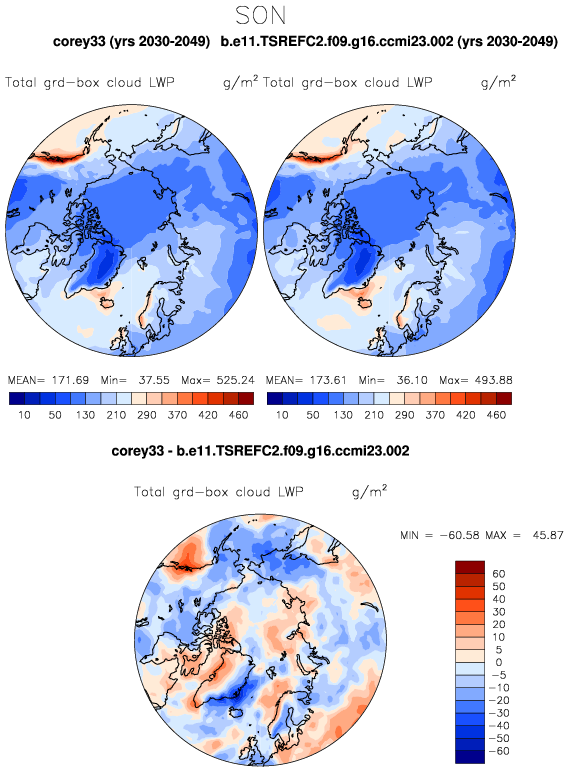 SON
corey33 (yrs 2030-2049) b.e11.TSREFC2.f09.g16.ccmi23.002 (yrs 2030-2049)
Total grd-box cloud LWP g/m² Total grd-box cloud LWP g/m²
MEAN= 171.69 Min= 37.55 Max= 525.24 MEAN= 173.61 Min= 36.10 Max= 493.88
10 50 130 210 290 370 420 460 10 50 130 210 290 370 420 460
corey33 - b.e11.TSREFC2.f09.g16.ccmi23.002
Total grd-box cloud LWP g/m²
MIN = -60.58 MAX = 45.87
60
50
40
30
20
10
5
0
-5
-10
-20
-30
-40
-50
-60